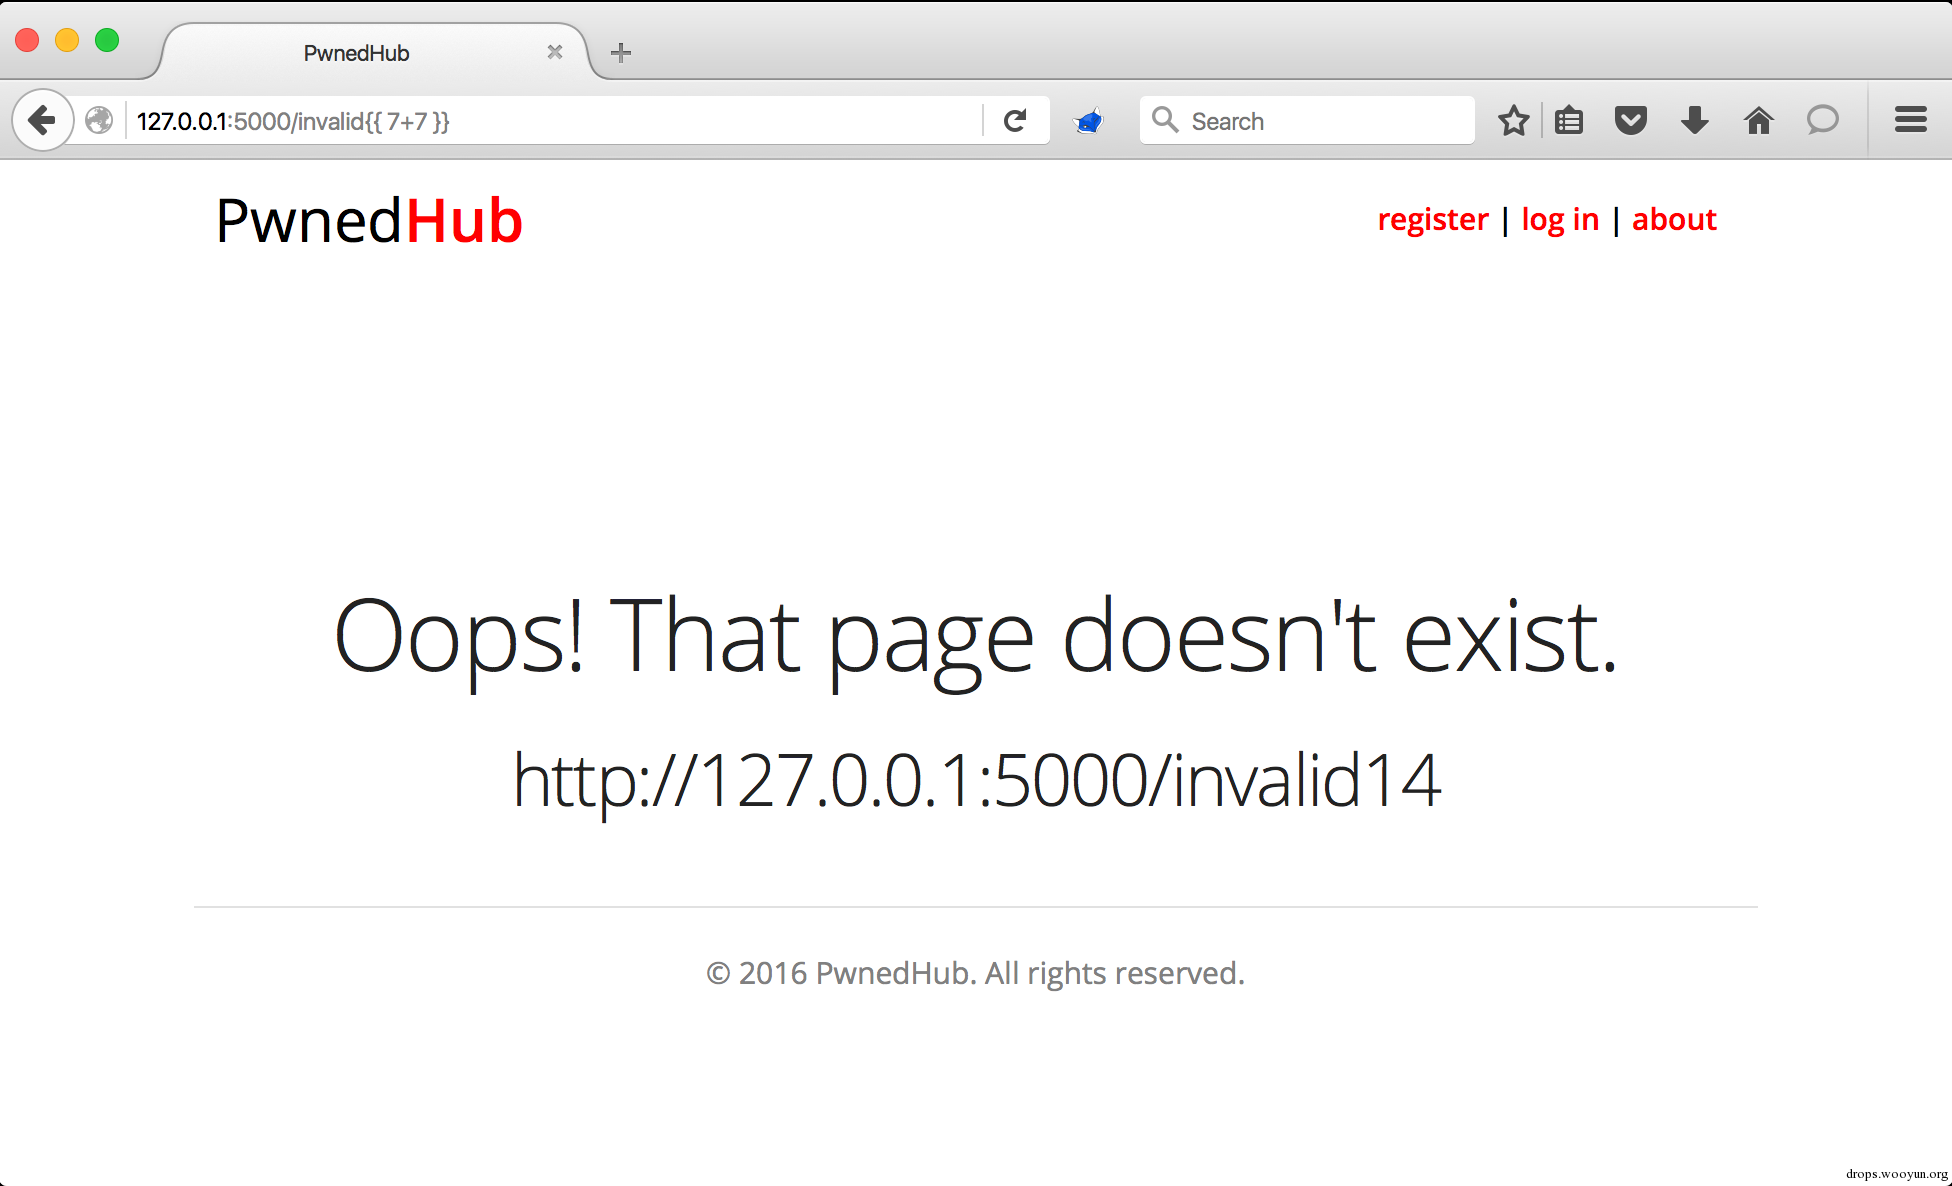 PwnedHub
127.0.0.1:5000/invalid{{ 7+7 }}
Search
PwnedHub
register | log in | about
Oops! That page doesn't exist.
http://127.0.0.1:5000/invalid14
© 2016 PwnedHub. All rights reserved.
drops.wooyun.org